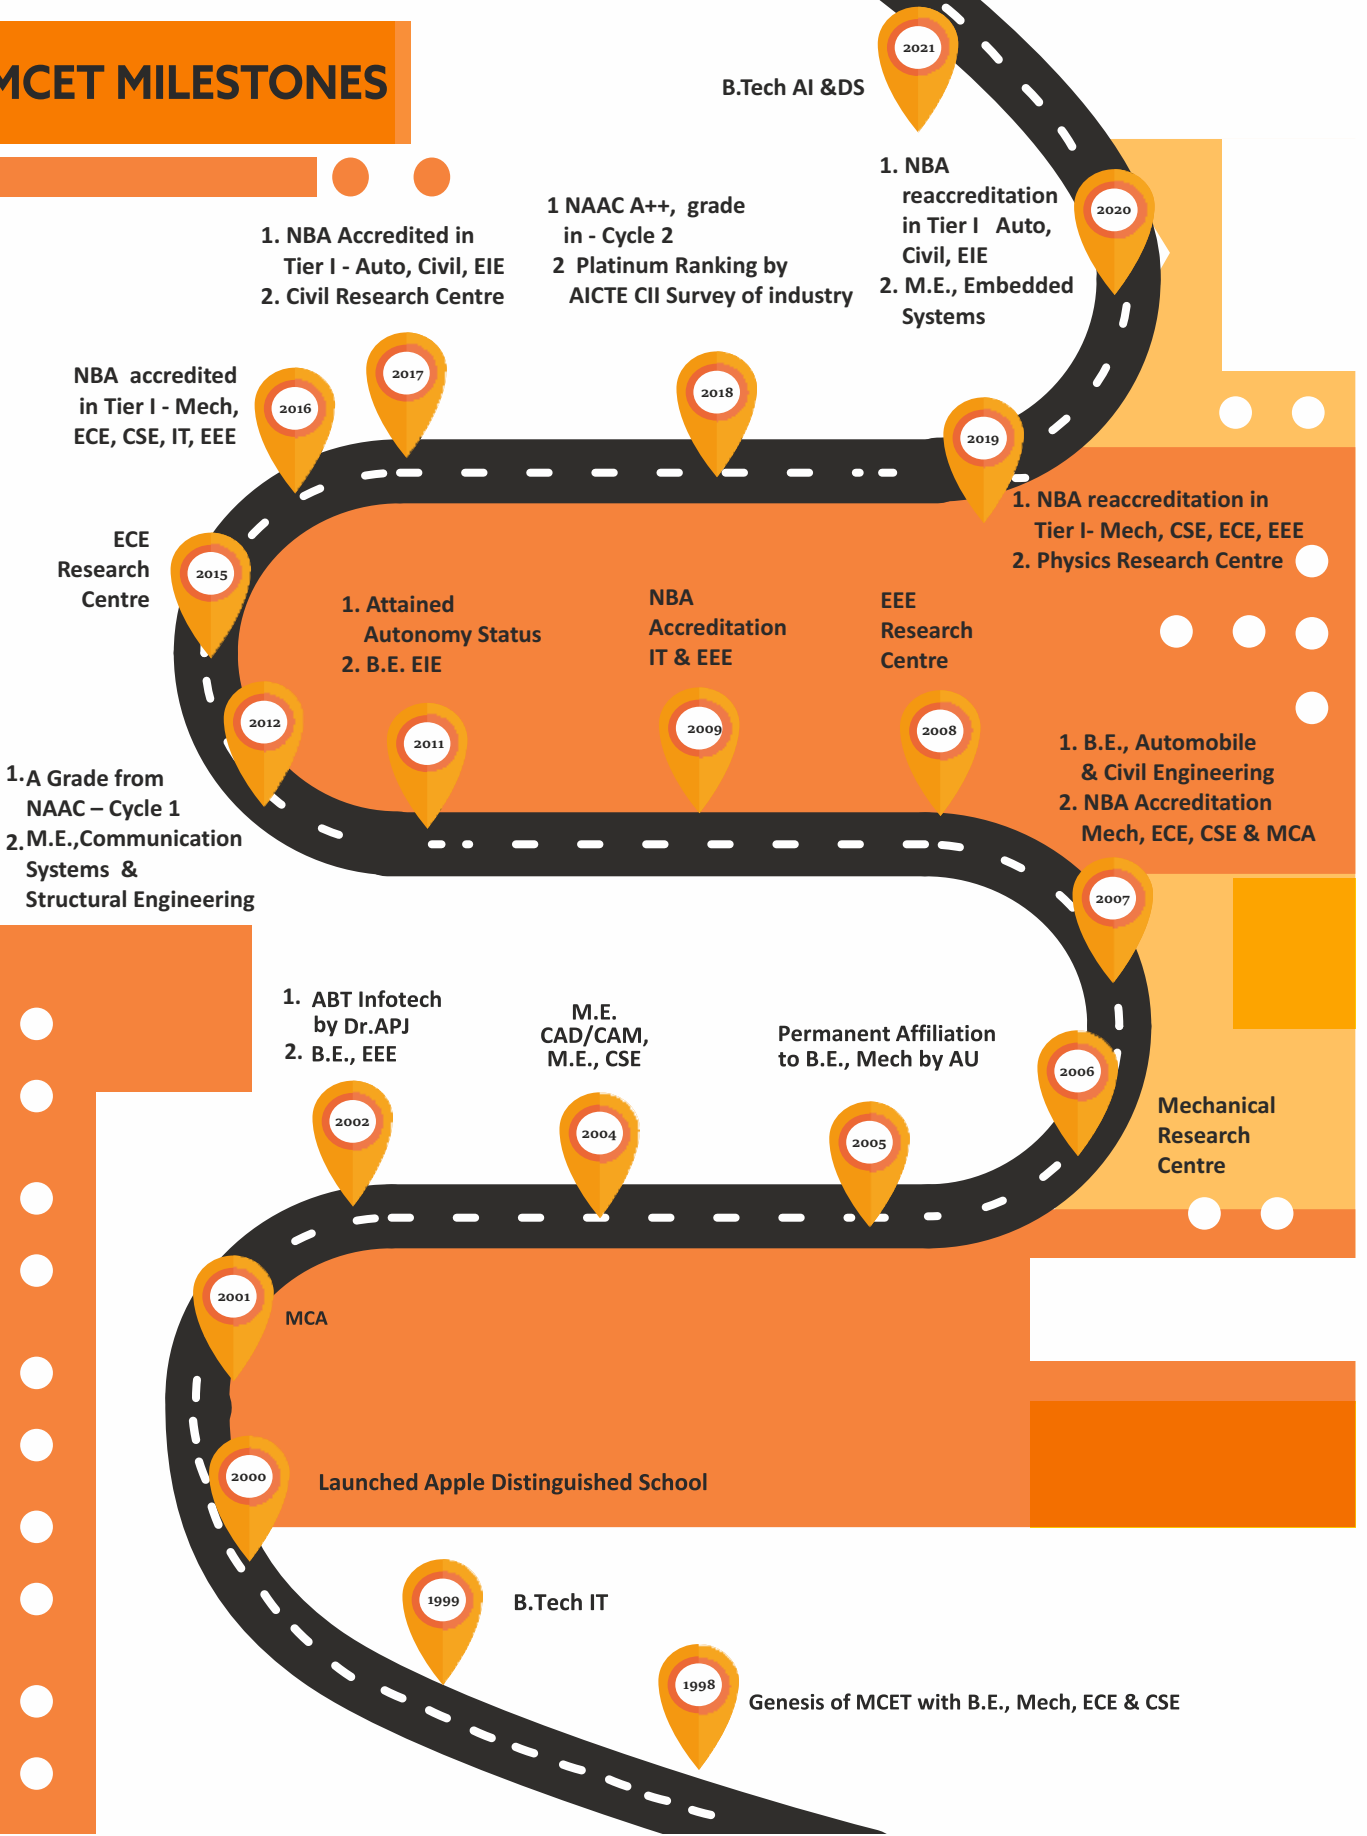 MCET MILESTONES
2021
B.Tech AI &DS
1. NBA
reaccreditation
in Tier I Auto,
Civil, EIE
2. M.E., Embedded
Systems
2020
1 NAAC A++, grade
in - Cycle 2
2 Platinum Ranking by
AICTE CII Survey of industry
1. NBA Accredited in
Tier I - Auto, Civil, EIE
2. Civil Research Centre
NBA accredited
in Tier I - Mech,
ECE, CSE, IT, EEE
2016
2017
2018
2019
1. NBA reaccreditation in
Tier I- Mech, CSE, ECE, EEE
2. Physics Research Centre
ECE
Research
Centre
2015
1. Attained
Autonomy Status
2. B.E. EIE
NBA
Accreditation
IT & EEE
EEE
Research
Centre
2012
2011
2009
2008
1. A Grade from
NAAC – Cycle 1
2. M.E.,Communication
Systems &
Structural Engineering
1. B.E., Automobile
& Civil Engineering
2. NBA Accreditation
Mech, ECE, CSE & MCA
2007
1. ABT Infotech
by Dr.APJ
2. B.E., EEE
M.E.
CAD/CAM,
M.E., CSE
Permanent Affiliation
to B.E., Mech by AU
2006
Mechanical
Research
Centre
2002
2004
2005
2001
MCA
2000
Launched Apple Distinguished School
1999
B.Tech IT
1998
Genesis of MCET with B.E., Mech, ECE & CSE